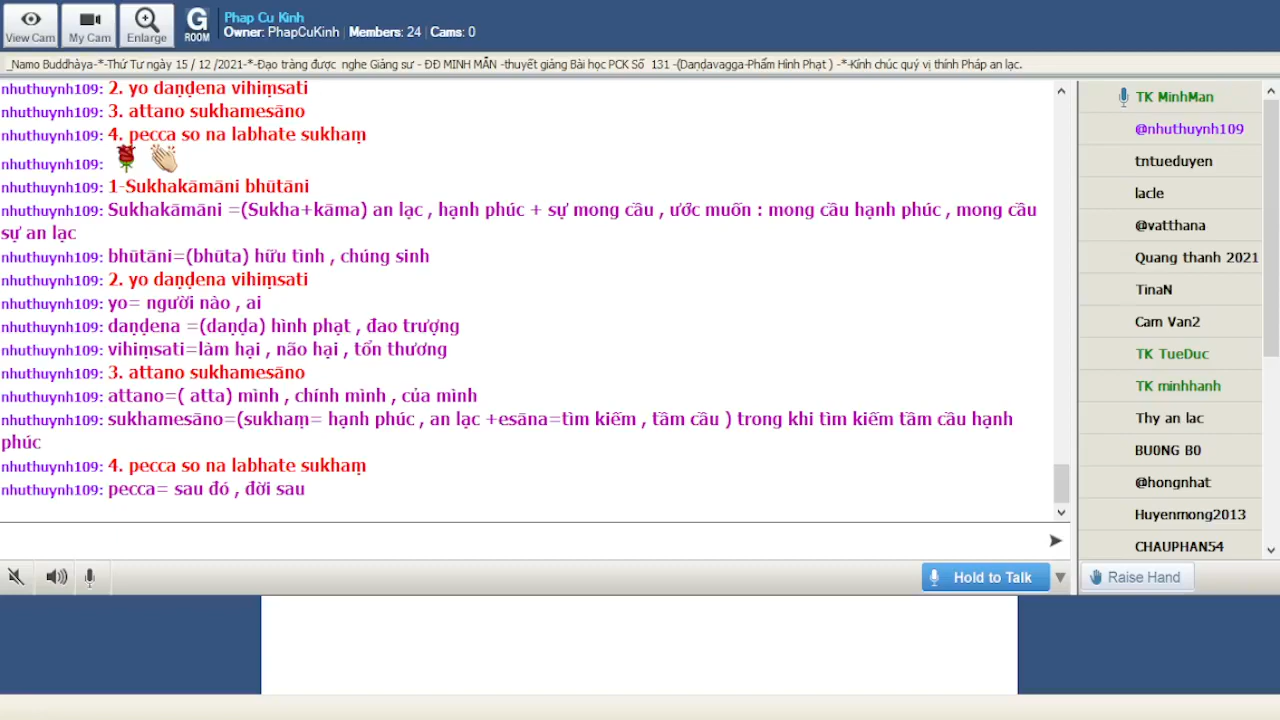 View Cam
My Cam
Enlarge
G
ROOM
Phap Cu Kinh
Owner: PhapCuKinh | Members: 24 | Cams: 0
_Namo Buddhàya-*-Thứ Tư ngày 15 / 12 /2021-*-Đạo tràng được nghe Giảng sư - ĐĐ MINH MẪN -thuyết giảng Bài học PCK Số 131 -(Daṇḍavagga-Phẩm Hình Phạt ) -*-Kính chúc quý vị thính Pháp an lạc.
nhuthuynh109: 2. yo daṇḍena vihiṃsati
nhuthuynh109: 3. attano sukhamesāno
nhuthuynh109: 4. pecca so na labhate sukhaṃ
nhuthuynh109:
nhuthuynh109: 1-Sukhakāmāni bhūtāni
nhuthuynh109: Sukhakāmāni =(Sukha+kāma) an lạc , hạnh phúc + sự mong cầu , ước muốn : mong cầu hạnh phúc , mong cầu
sự an lạc
nhuthuynh109: bhūtāni=(bhūta) hữu tình , chúng sinh
nhuthuynh109: 2. yo daṇḍena vihiṃsati
nhuthuynh109: yo= người nào , ai
nhuthuynh109: daṇḍena =(daṇḍa) hình phạt , đao trượng
nhuthuynh109: vihiṃsati=làm hại , não hại , tổn thương
nhuthuynh109: 3. attano sukhamesāno
nhuthuynh109: attano=( atta) mình , chính mình , của mình
nhuthuynh109: sukhamesāno=(sukhaṃ= hạnh phúc , an lạc +esāna=tìm kiếm , tầm cầu ) trong khi tìm kiếm tầm cầu hạnh
phúc
nhuthuynh109: 4. pecca so na labhate sukhaṃ
nhuthuynh109: pecca= sau đó , đời sau
TK MinhMan
@nhuthuynh109
tntueduyen
lacle
@vatthana
Quang thanh 2021
TinaN
Cam Van2
TK TueDuc
TK minhhanh
Thy an lac
BU0NG B0
@hongnhat
Huyenmong2013
CHAUPHAN54
Hold to Talk
Raise Hand